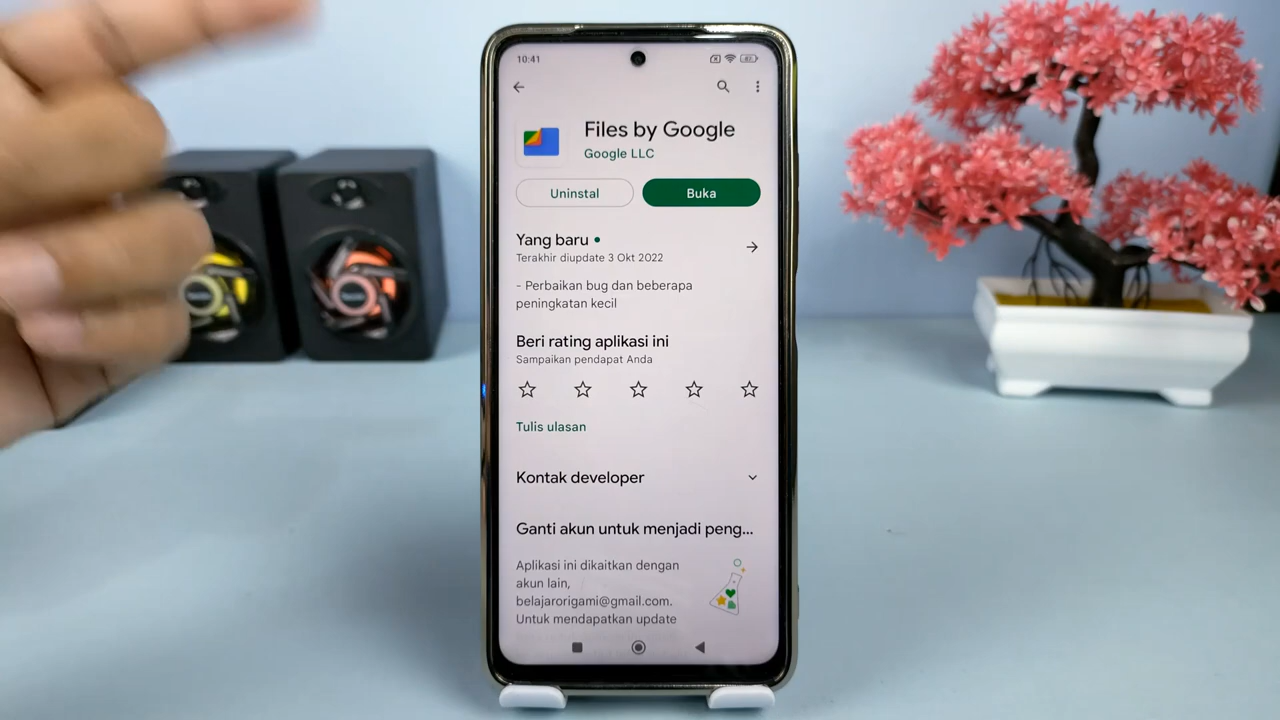 10:41
Files by Google
Google LLC
Uninstal
Buka
Yang baru
Terakhir diupdate 3 Okt 2022
- Perbaikan bug dan beberapa
peningkatan kecil
Beri rating aplikasi ini
Sampaikan pendapat Anda
Tulis ulasan
Kontak developer
Ganti akun untuk menjadi peng...
Aplikasi ini dikaitkan dengan
akun lain,
belajarorigami@gmail.com.
Untuk mendapatkan update